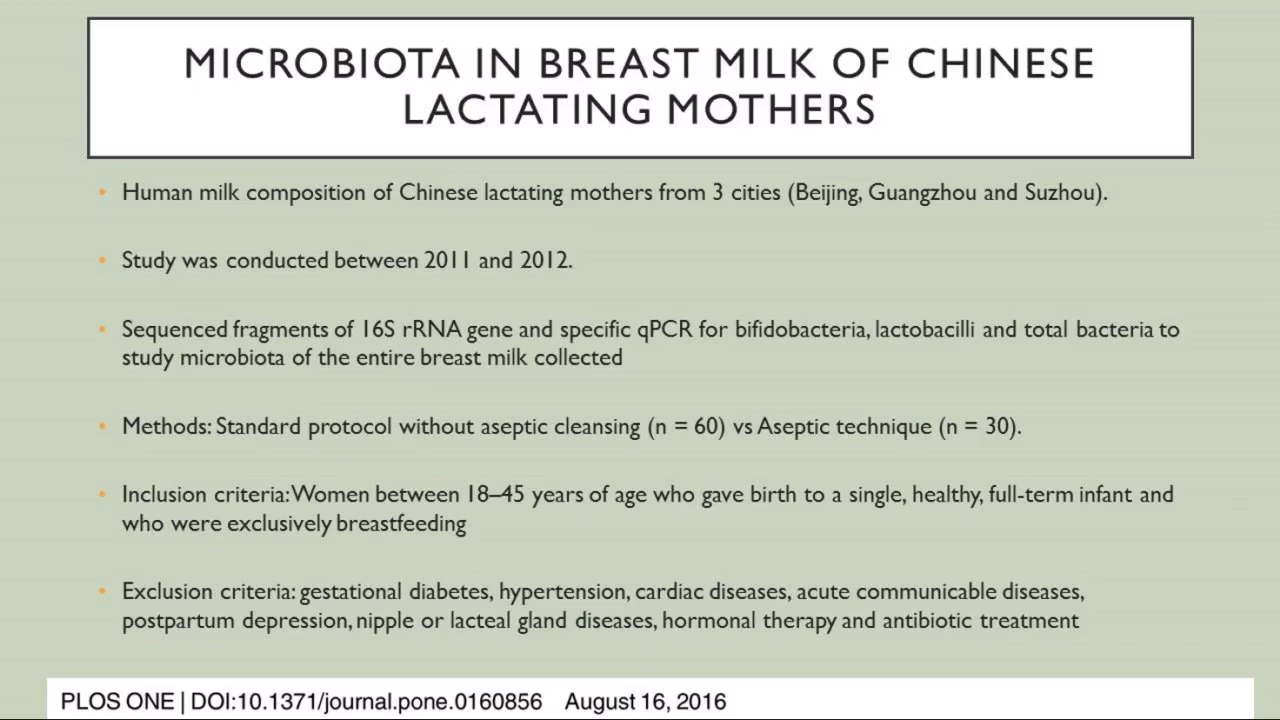 MICROBIOTA IN BREAST MILK OF CHINESE
LACTATING MOTHERS
• Human milk composition of Chinese lactating mothers from 3 cities (Beijing, Guangzhou and Suzhou).
• Study was conducted between 2011 and 2012.
• Sequenced fragments of 16S rRNA gene and specific qPCR for bifidobacteria, lactobacilli and total bacteria to
study microbiota of the entire breast milk collected
• Methods: Standard protocol without aseptic cleansing (n = 60) vs Aseptic technique (n = 30).
• Inclusion criteria: Women between 18–45 years of age who gave birth to a single, healthy, full-term infant and
who were exclusively breastfeeding
• Exclusion criteria: gestational diabetes, hypertension, cardiac diseases, acute communicable diseases,
postpartum depression, nipple or lacteal gland diseases, hormonal therapy and antibiotic treatment
PLOS ONE | DOI:10.1371/journal.pone.0160856 August 16, 2016